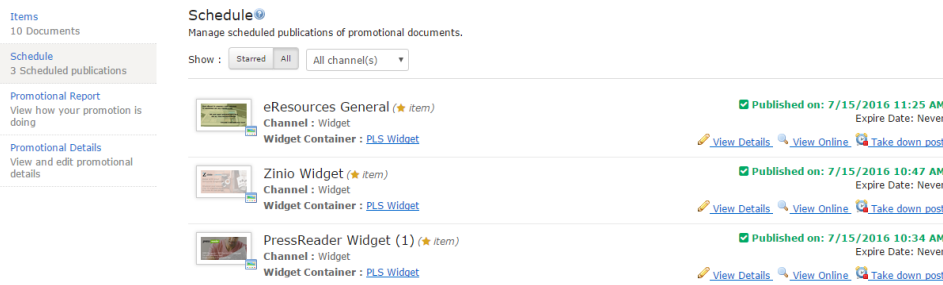 Items
10 Documents
Schedule
3 Scheduled publications
Promotional Report
View how your promotion is
doing
Promotional Details
View and edit promotional
details
Schedule
Manage scheduled publications of promotional documents.
Show : Starred All All channel(s)
eResources General (★ item)
Channel : Widget
Widget Container : PLS Widget
Published on: 7/15/2016 11:25 AM
Expire Date: Never
View Details View Online Take down post
Zinio Widget (★ item)
Channel : Widget
Widget Container : PLS Widget
Published on: 7/15/2016 10:47 AM
Expire Date: Never
View Details View Online Take down post
PressReader Widget (1) (★ item)
Channel : Widget
Widget Container : PLS Widget
Published on: 7/15/2016 10:34 AM
Expire Date: Never
View Details View Online Take down post